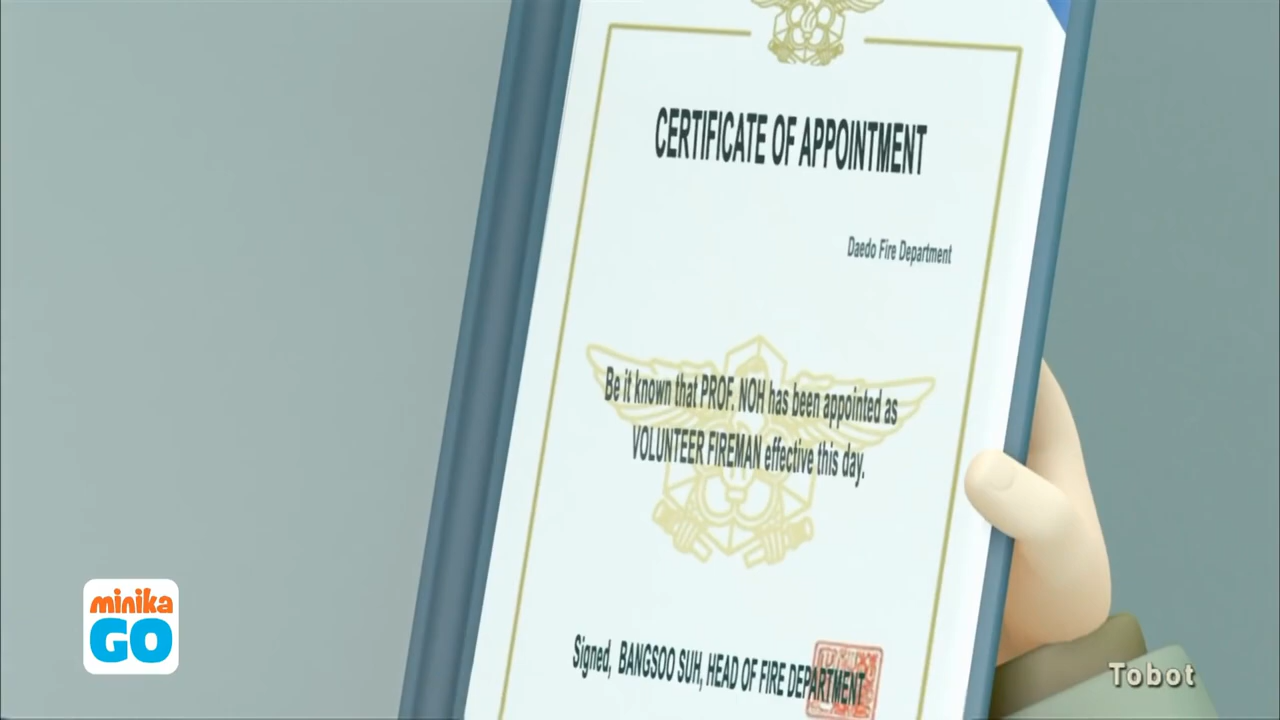 CERTIFICATE OF APPOINTMENT
Daedo Fire Department
Be it known that PROF. NOH has been appointed as
VOLUNTEER FIREMAN effective this day.
Signed, BANGSOO SUH, HEAD OF FIRE DEPARTMENT
minika
GO
Tobot